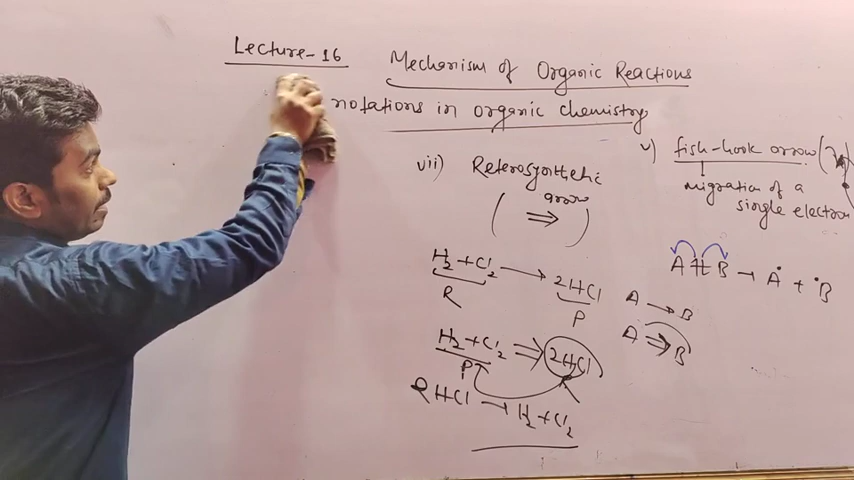 Lecture-16
Mechanism of Organic Reactions
notations in organic chemistry
vii) Reterosynthetic
arrow
( ⇒ )
H₂ + Cl₂ → 2HCl
R P
H₂ + Cl₂ ⇒ 2HCl
P R
2HCl → H₂ + Cl₂
A → B
A ⇒ B
v) fish-hook arrow (
migration of a
single electron
A B → A• + •B